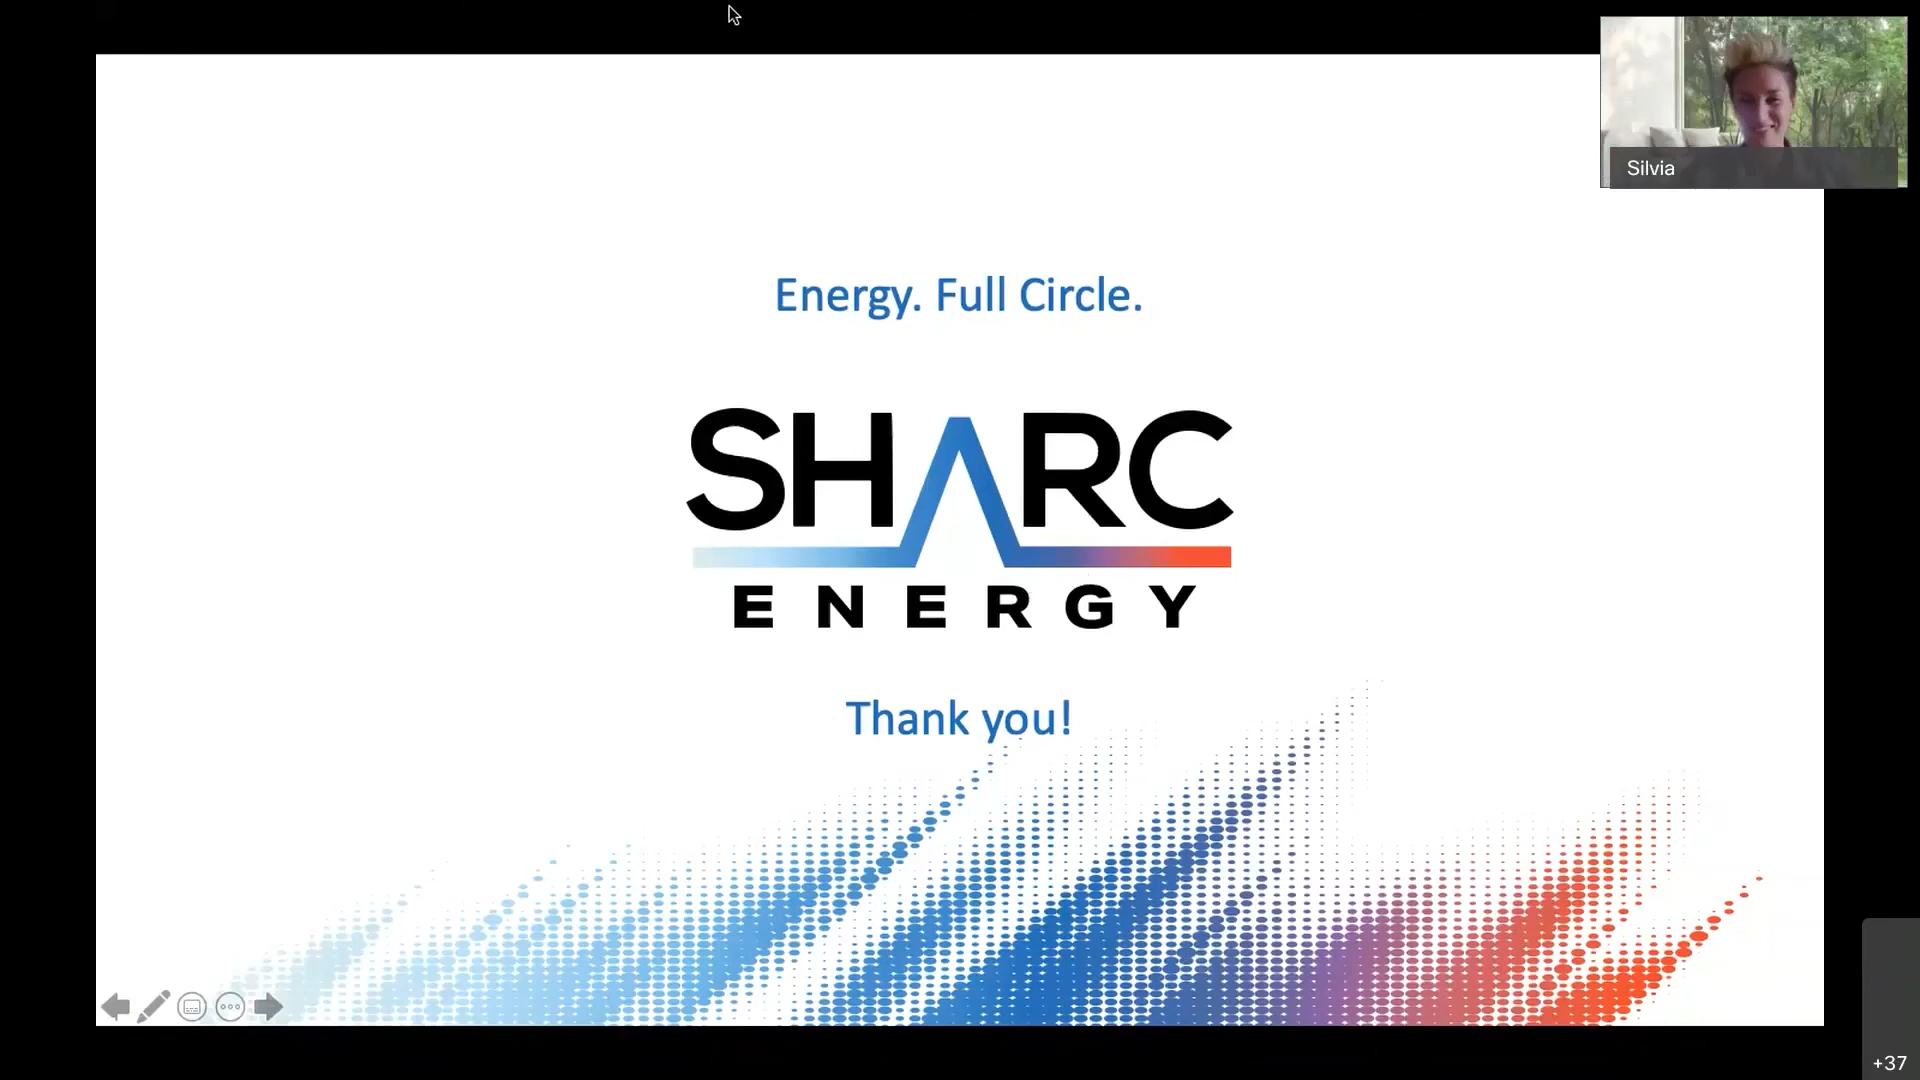 Silvia
Energy. Full Circle.
SHARC
ENERGY
Thank you!
+37